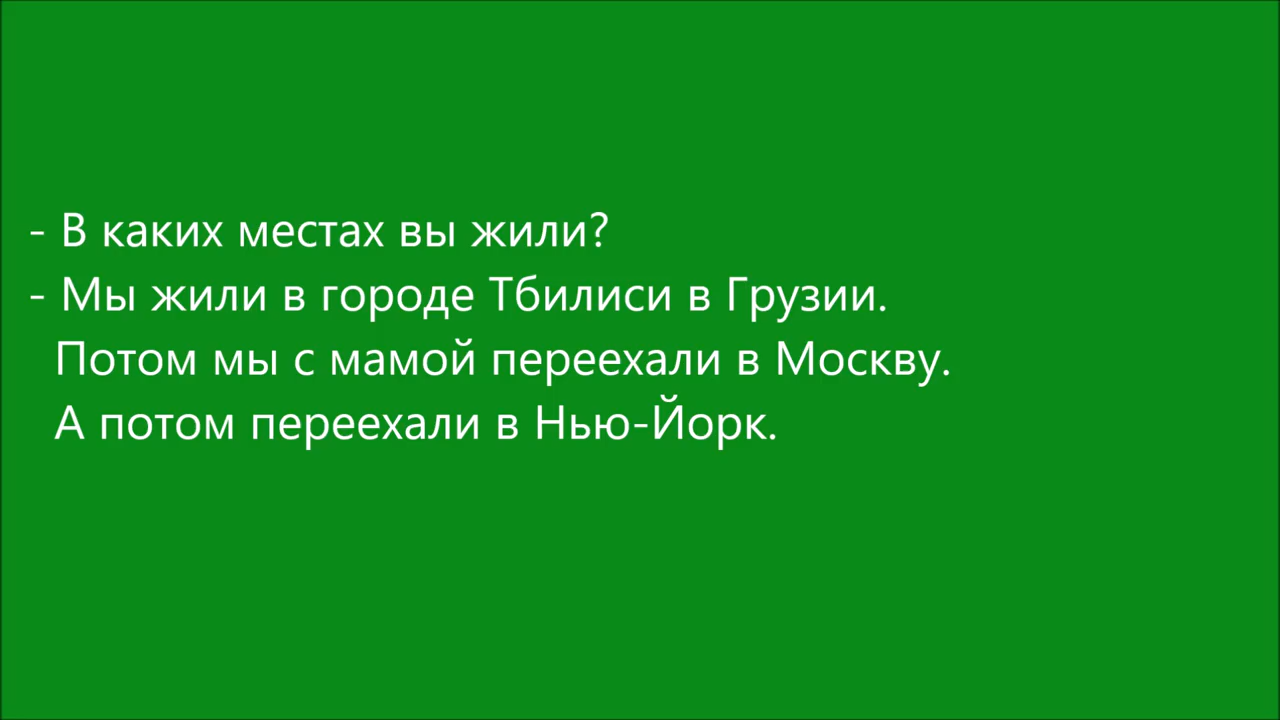 - В каких местах вы жили?
- Мы жили в городе Тбилиси в Грузии.
Потом мы с мамой переехали в Москву.
А потом переехали в Нью-Йорк.